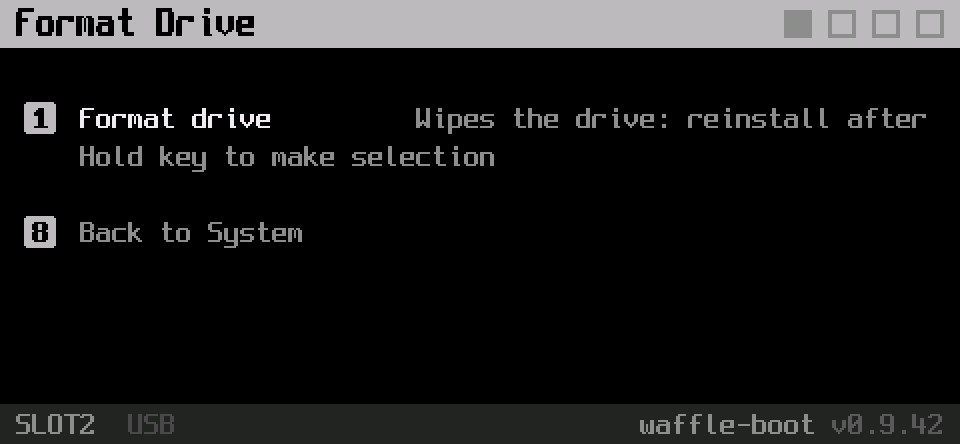 Format Drive
1 Format drive Wipes the drive: reinstall after
Hold key to make selection
8 Back to System
SLOT2 USB waffle-boot v0.9.42